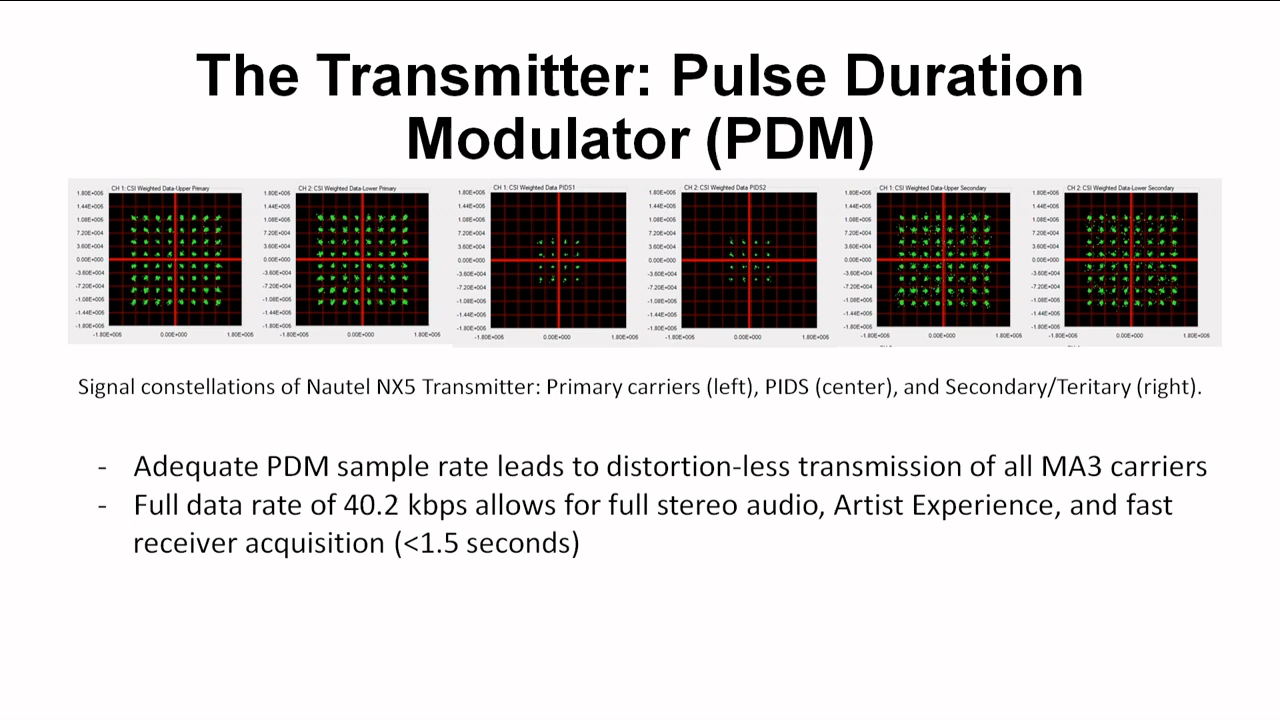 The Transmitter: Pulse Duration
Modulator (PDM)
CH 1: CSI Weighted Data-Upper Primary
CH 2: CSI Weighted Data-Lower Primary
CH 1: CSI Weighted Data PIDS1
CH 2: CSI Weighted Data PIDS2
CH 1: CSI Weighted Data-Upper Secondary
CH 2: CSI Weighted Data-Lower Secondary
Signal constellations of Nautel NX5 Transmitter: Primary carriers (left), PIDS (center), and Secondary/Teritary (right).
- Adequate PDM sample rate leads to distortion-less transmission of all MA3 carriers
- Full data rate of 40.2 kbps allows for full stereo audio, Artist Experience, and fast
receiver acquisition (<1.5 seconds)